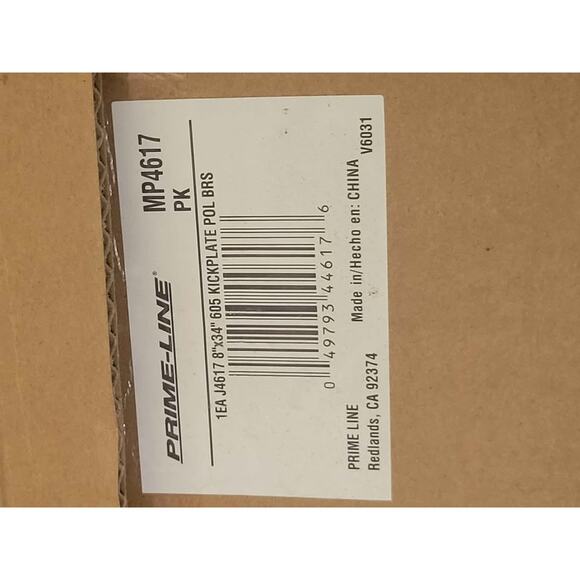 PRIME-LINE® MP4617
PK
1EA J4617 8"x34" 605 KICKPLATE POL BRS
0 49793 44617 6
PRIME LINE Made in/Hecho en: CHINA
Redlands, CA 92374 V6031